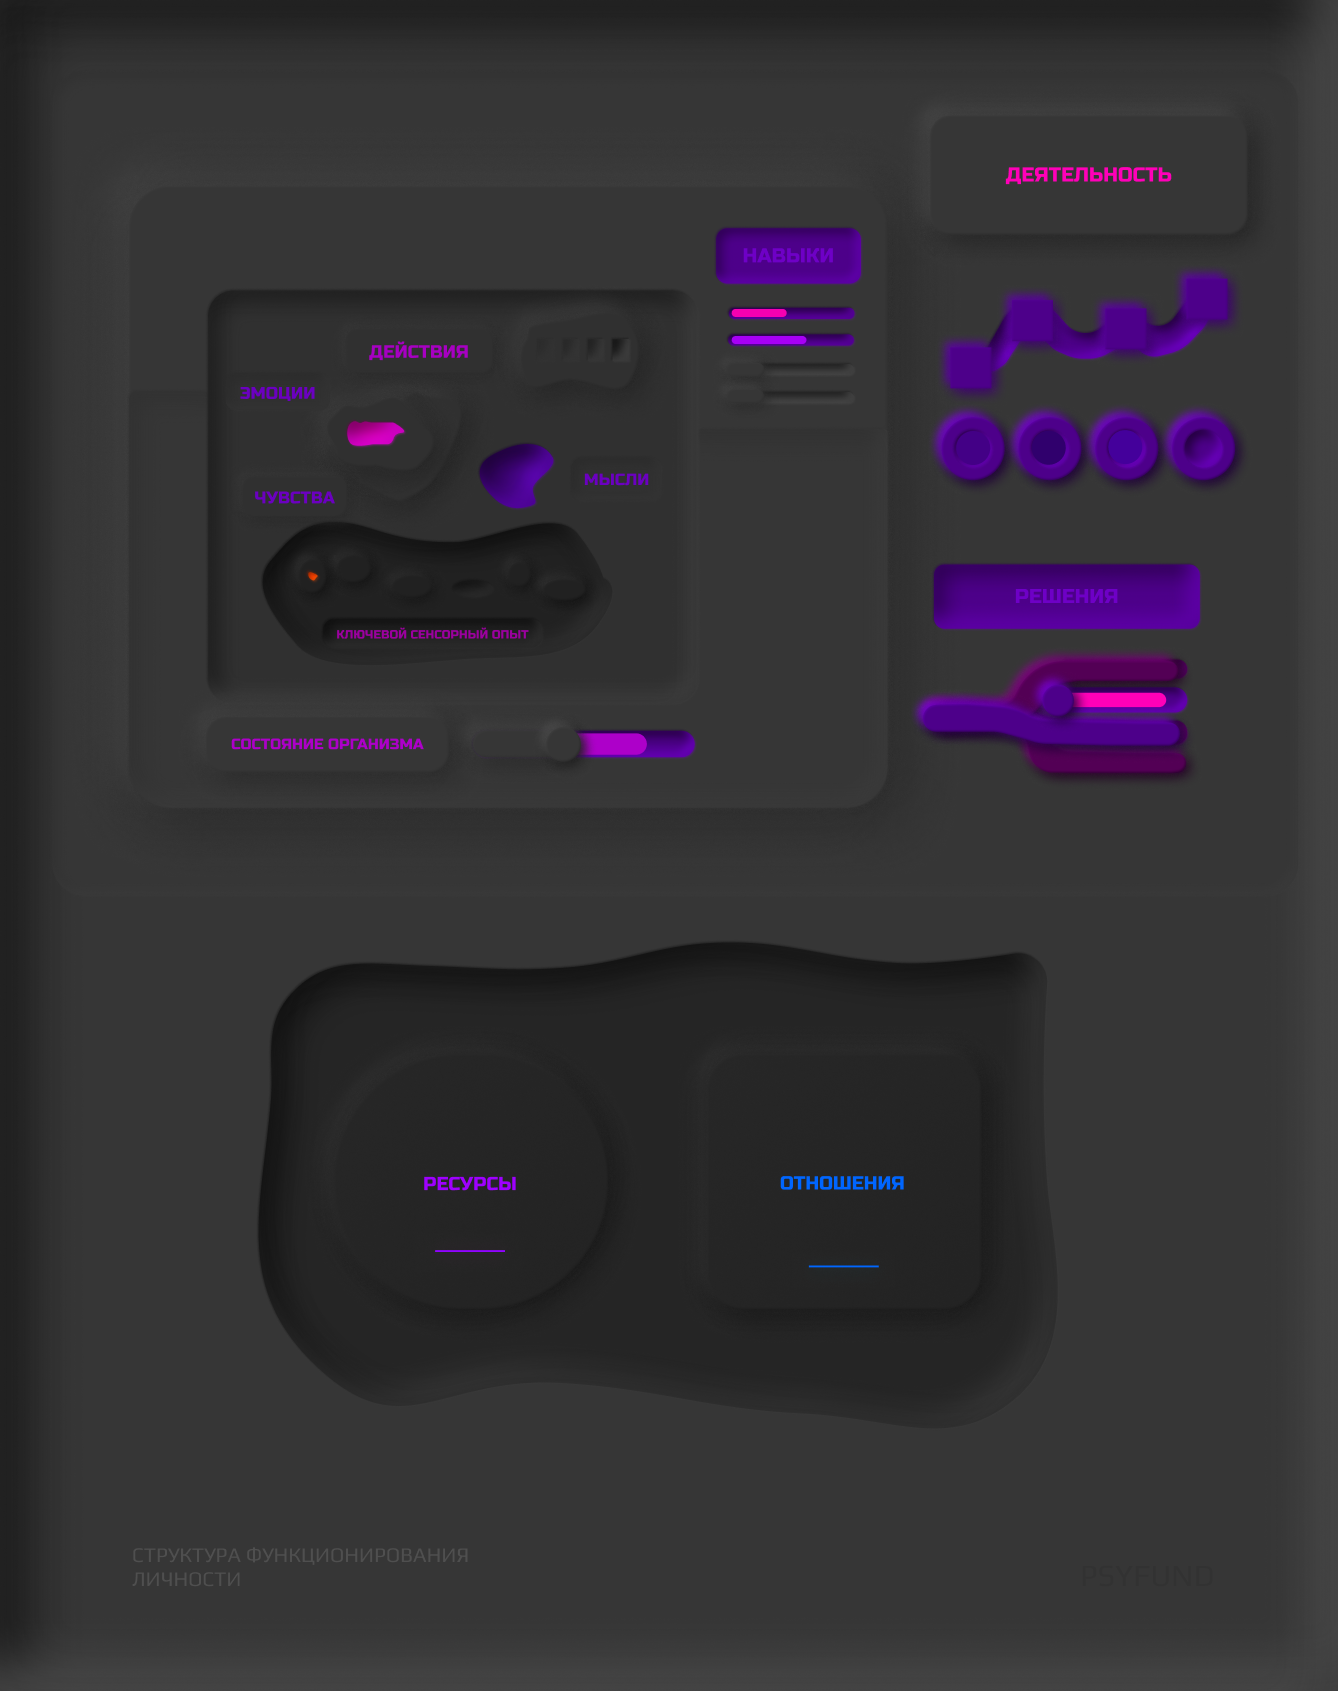 ДЕЯТЕЛЬНОСТЬ
НАВЫКИ
ДЕЙСТВИЯ
ЭМОЦИИ
МЫСЛИ
ЧУВСТВА
РЕШЕНИЯ
КЛЮЧЕВОЙ СЕНСОРНЫЙ ОПЫТ
СОСТОЯНИЕ ОРГАНИЗМА
РЕСУРСЫ
ОТНОШЕНИЯ
СТРУКТУРА ФУНКЦИОНИРОВАНИЯ
ЛИЧНОСТИ
PSYFUND